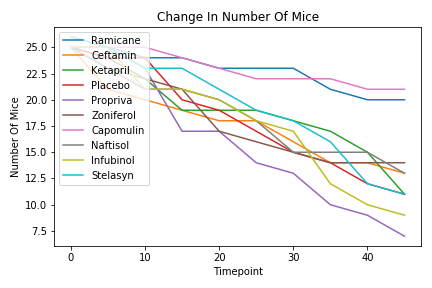 Change In Number Of Mice
Number Of Mice
25.0
22.5
20.0
17.5
15.0
12.5
10.0
7.5
Ramicane
Ceftamin
Ketapril
Placebo
Propriva
Zoniferol
Capomulin
Naftisol
Infubinol
Stelasyn
0
10
20
30
40
Timepoint